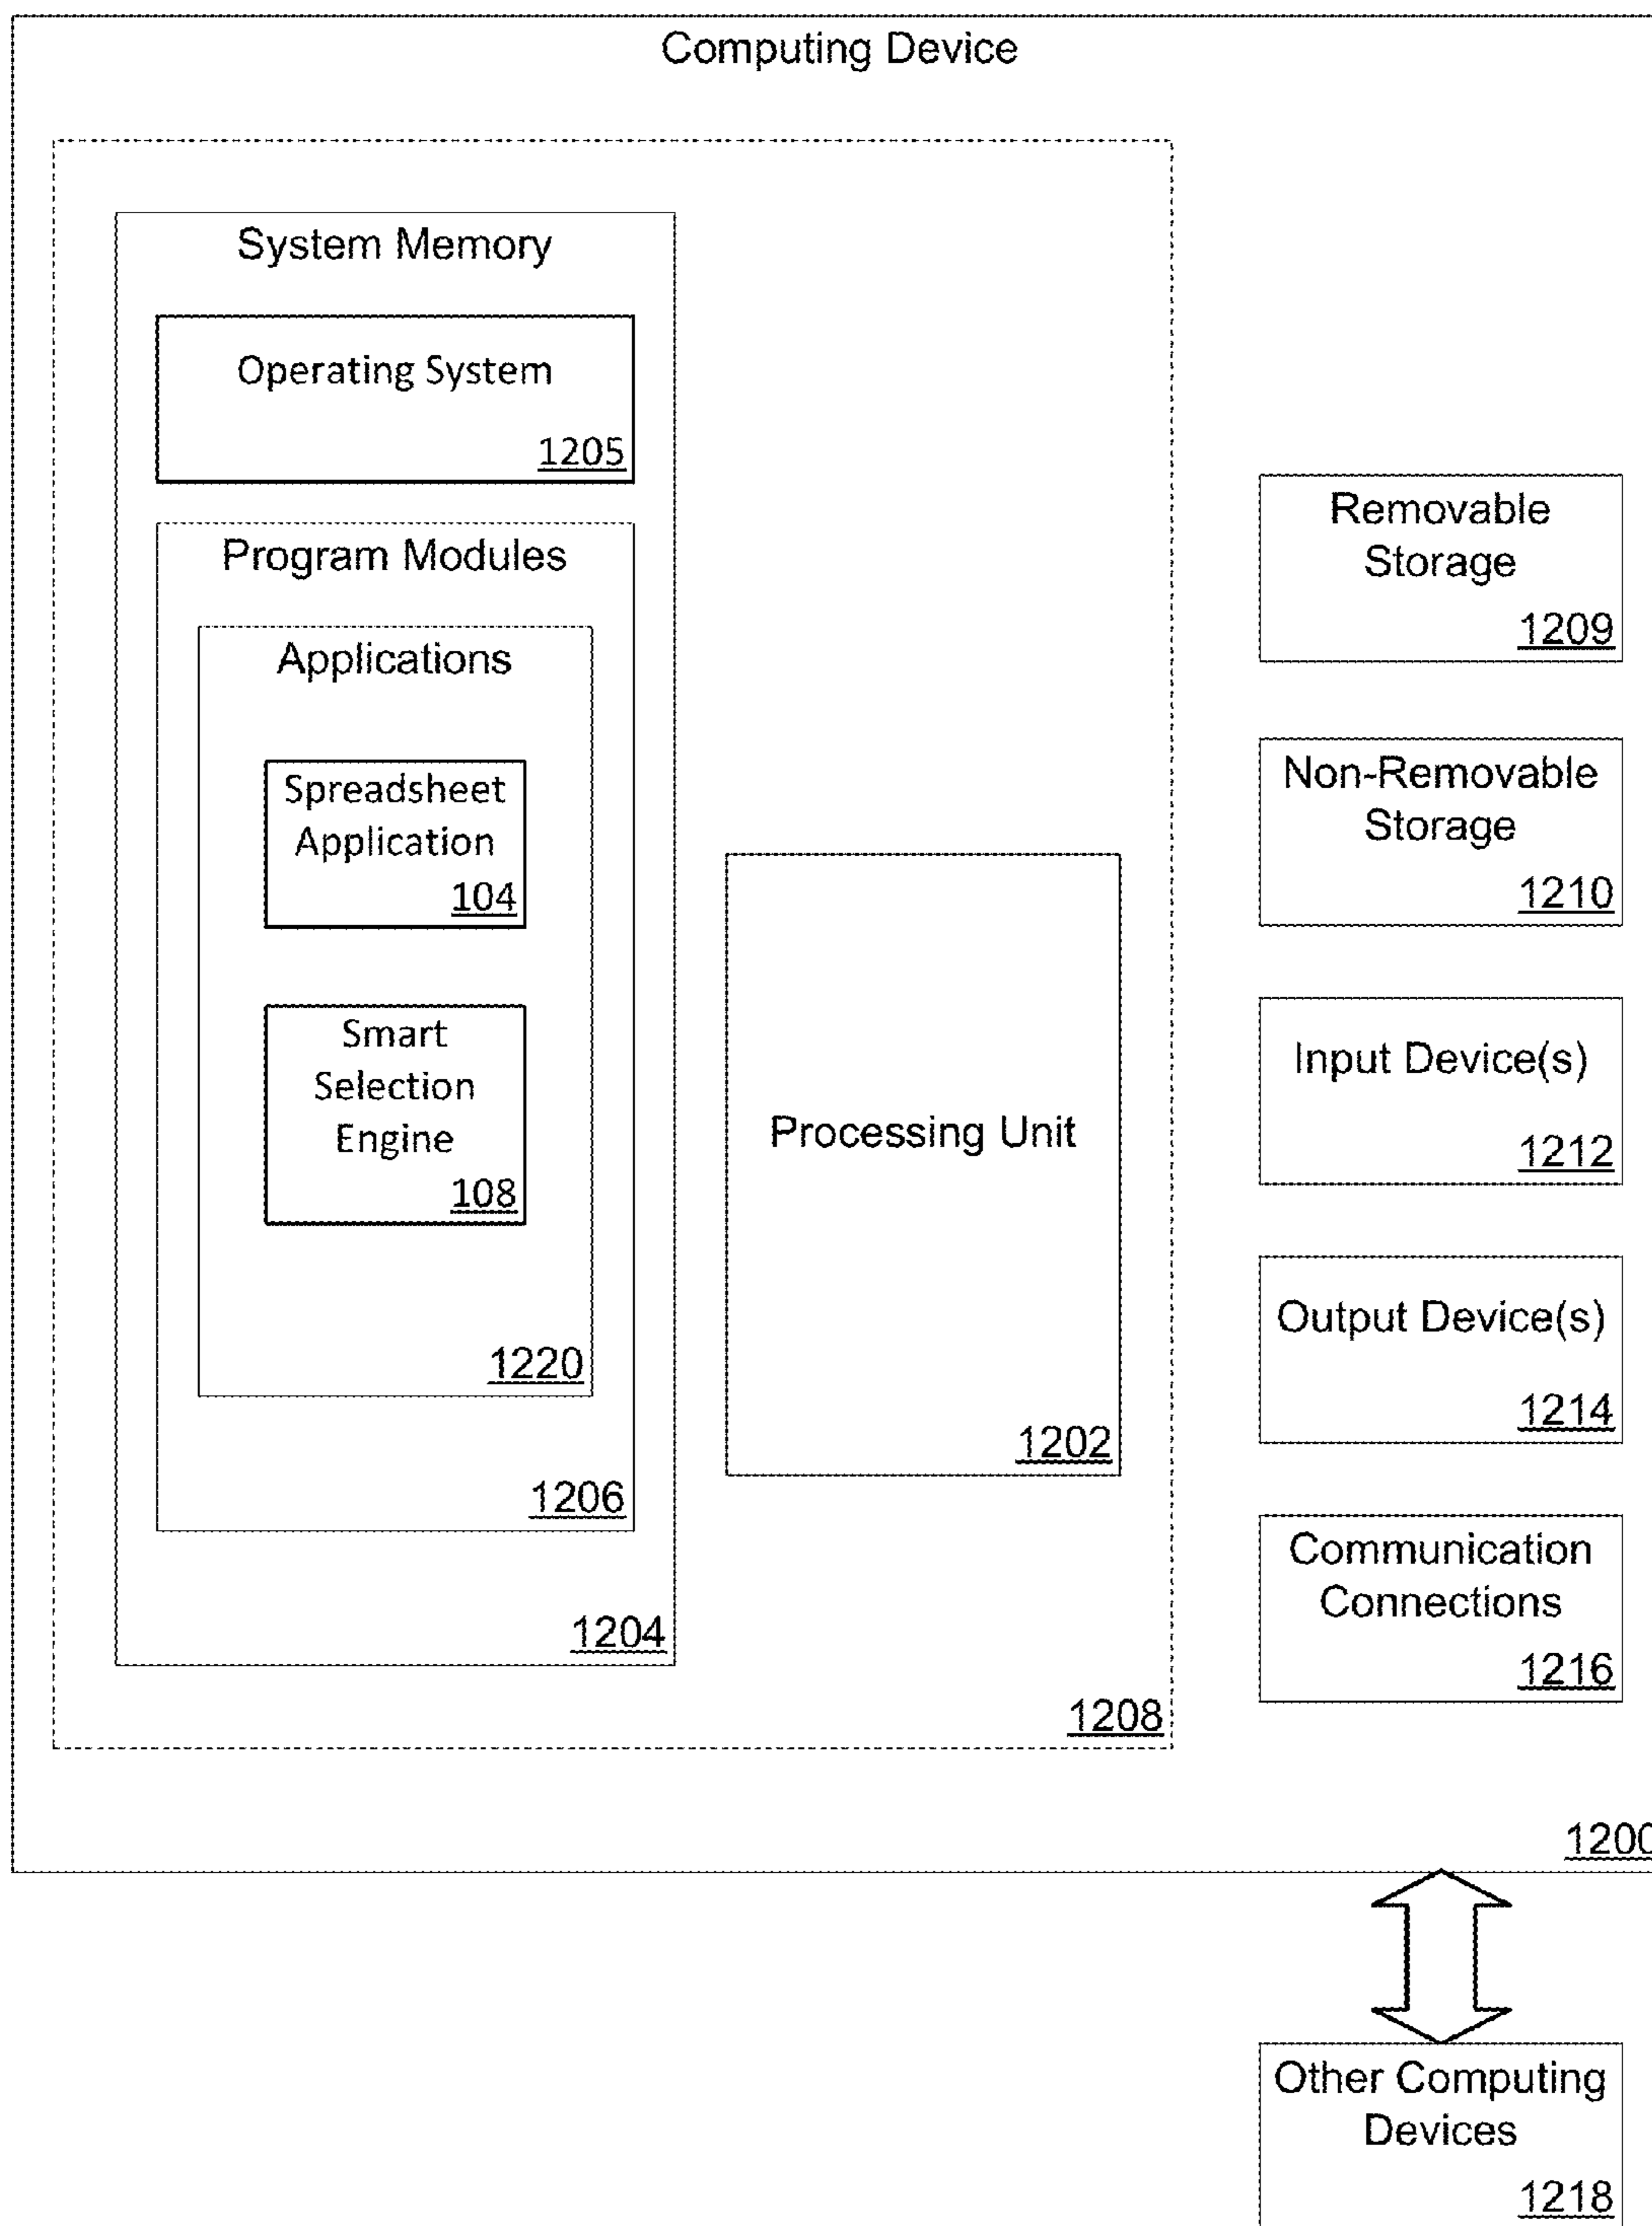 Computing Device
System Memory
Operating System
1205
Program Modules
Applications
Spreadsheet
Application
104
Smart
Selection
Engine
108
1220
1206
1204
Processing Unit
1202
1208
Removable
Storage
1209
Non-Removable
Storage
1210
Input Device(s)
1212
Output Device(s)
1214
Communication
Connections
1216
1200
Other Computing
Devices
1218